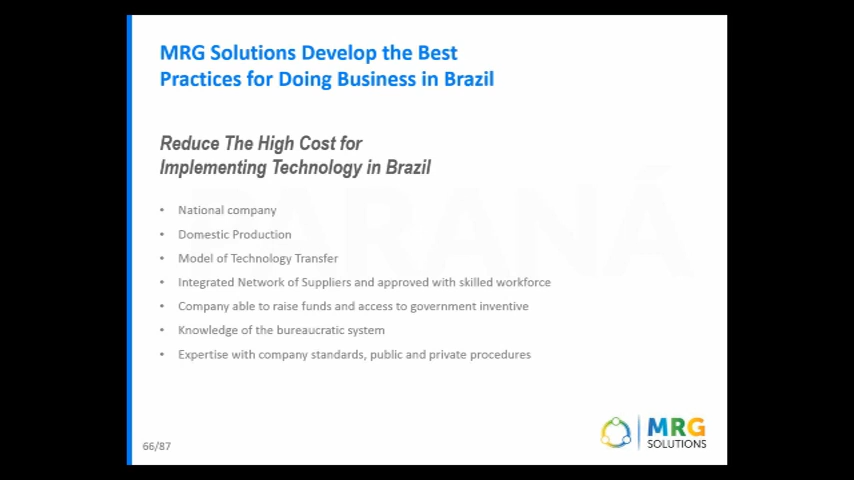 MRG Solutions Develop the Best
Practices for Doing Business in Brazil
Reduce The High Cost for
Implementing Technology in Brazil
PARANÁ
• National company
• Domestic Production
• Model of Technology Transfer
• Integrated Network of Suppliers and approved with skilled workforce
• Company able to raise funds and access to government inventive
• Knowledge of the bureaucratic system
• Expertise with company standards, public and private procedures
66/87
MRG
SOLUTIONS